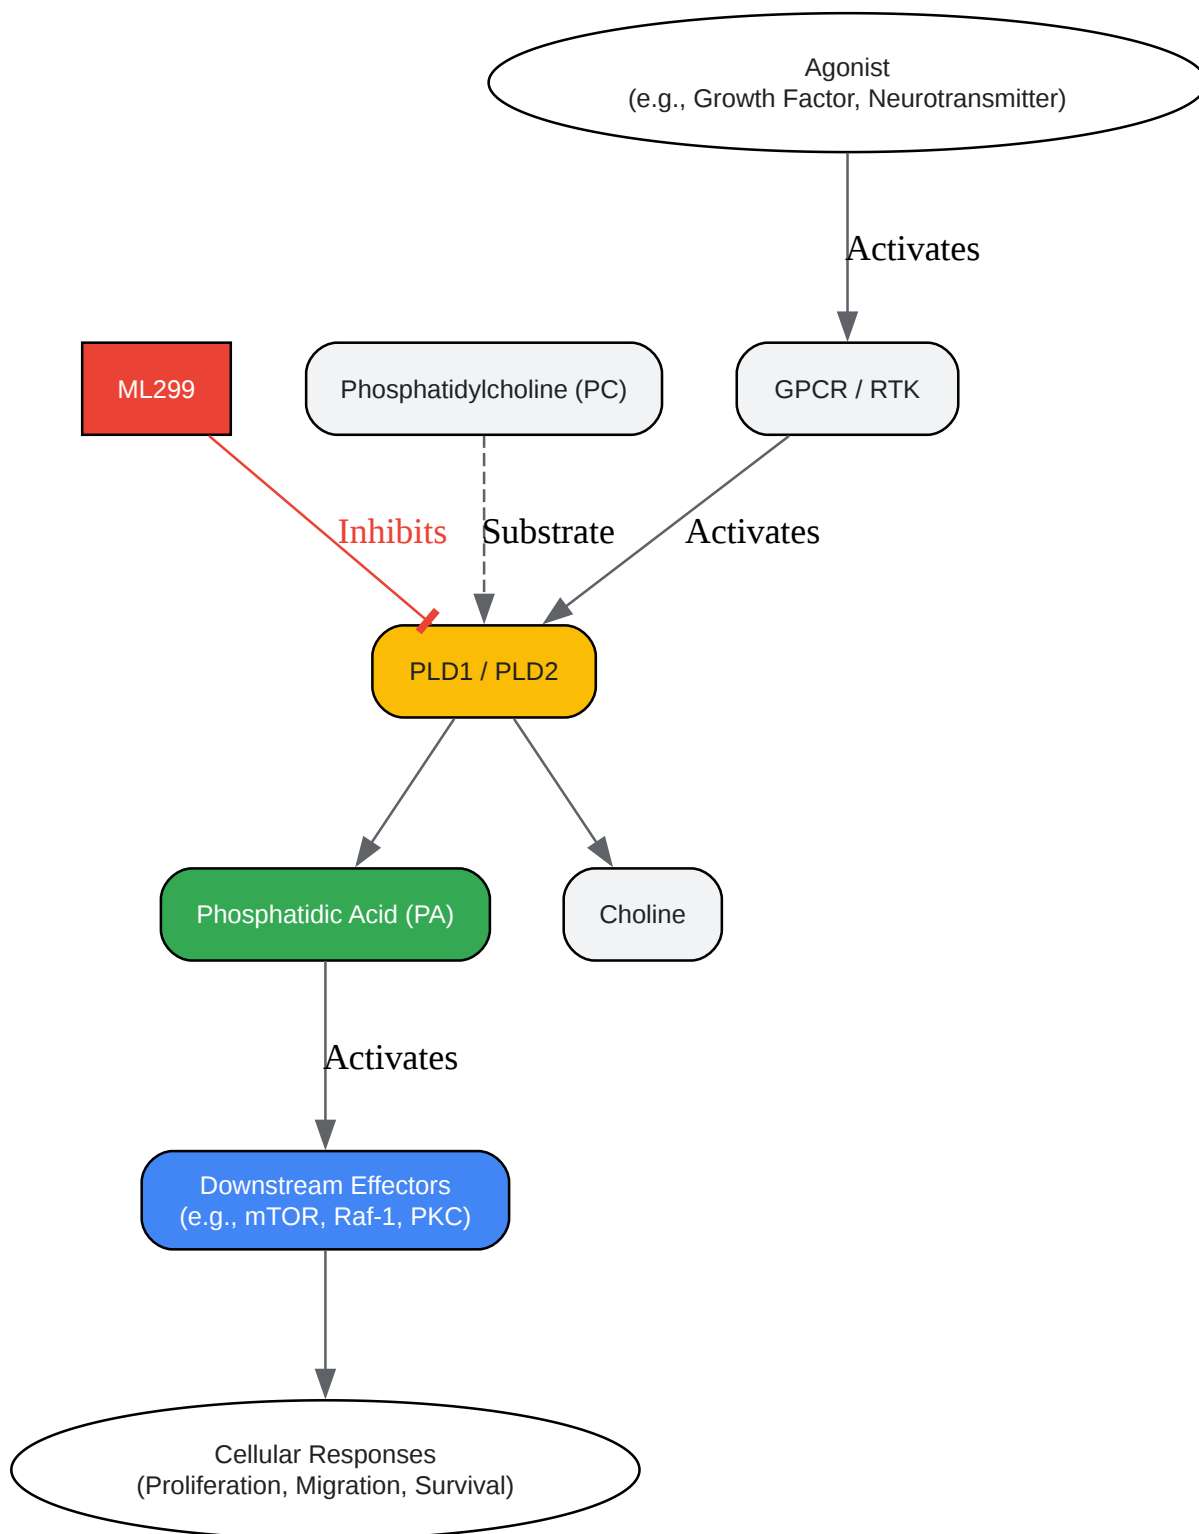 Agonist
(e.g., Growth Factor, Neurotransmitter)
Activates
ML299
Phosphatidylcholine (PC)
GPCR / RTK
Inhibits
Substrate
Activates
PLD1 / PLD2
Phosphatidic Acid (PA)
Choline
Activates
Downstream Effectors
(e.g., mTOR, Raf-1, PKC)
Cellular Responses
(Proliferation, Migration, Survival)